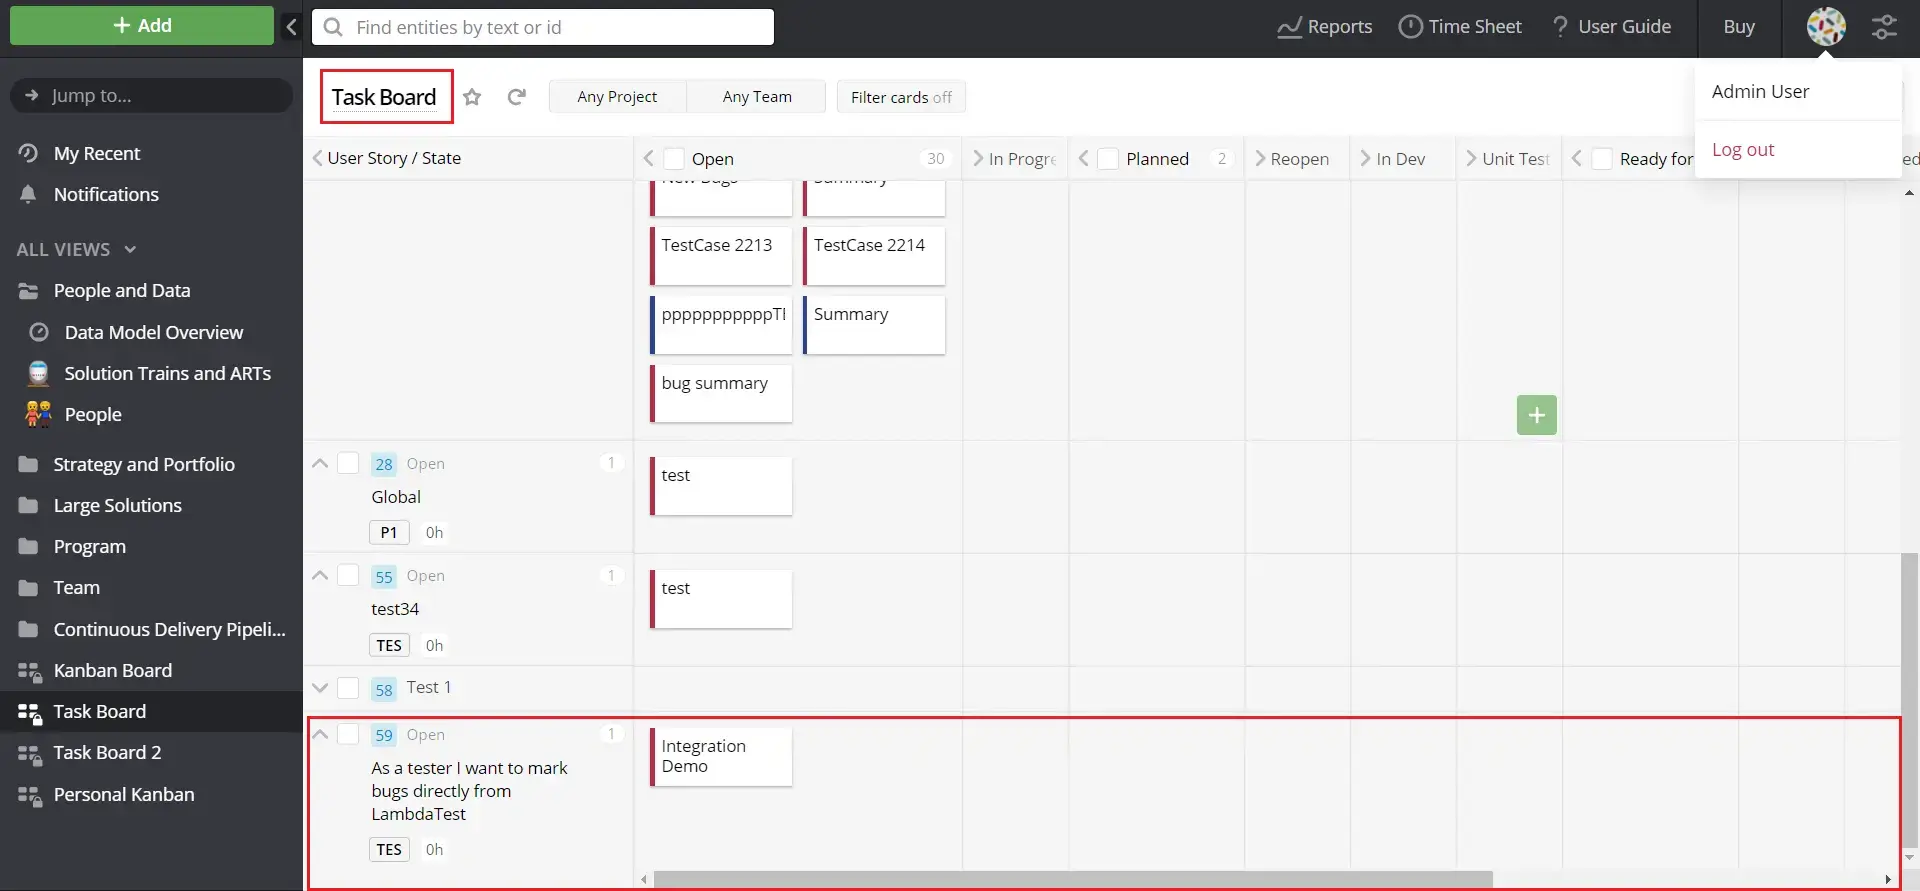 + Add
Find entities by text or id
Reports
Time Sheet
? User Guide
Buy
Jump to...
My Recent
Notifications
ALL VIEWS
People and Data
Data Model Overview
Solution Trains and ARTs
People
Strategy and Portfolio
Large Solutions
Program
Team
Continuous Delivery Pipeli...
Kanban Board
Task Board
Task Board 2
Personal Kanban
Task Board
Any Project
Any Team
Filter cards off
Admin User
Log out
User Story / State
Open 30
In Progre
Planned 2
Reopen
In Dev
Unit Test
Ready for
ed
New Bugs
Summary
TestCase 2213
TestCase 2214
pppppppppppTE
Summary
bug summary
+
28 Open 1
Global
P1 0h
test
55 Open 1
test34
TES 0h
test
58 Test 1
59 Open 1
As a tester I want to mark
bugs directly from
LambdaTest
TES 0h
Integration
Demo